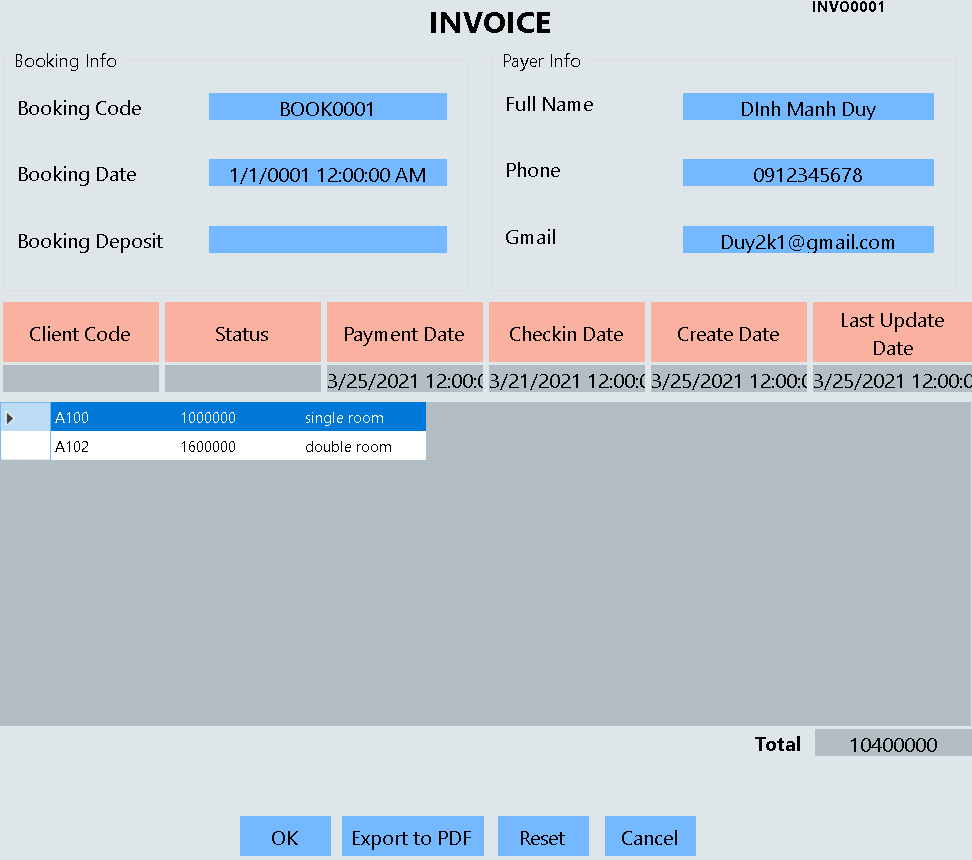 INVO0001
INVOICE
Booking Info
Payer Info
Booking Code BOOK0001
Full Name DInh Manh Duy
Booking Date 1/1/0001 12:00:00 AM
Phone 0912345678
Booking Deposit
Gmail Duy2k1@gmail.com
Client Code Status Payment Date Checkin Date Create Date Last Update Date
3/25/2021 12:00:0 3/21/2021 12:00:0 3/25/2021 12:00:0 3/25/2021 12:00:0
A100 1000000 single room
A102 1600000 double room
Total 10400000
OK Export to PDF Reset Cancel